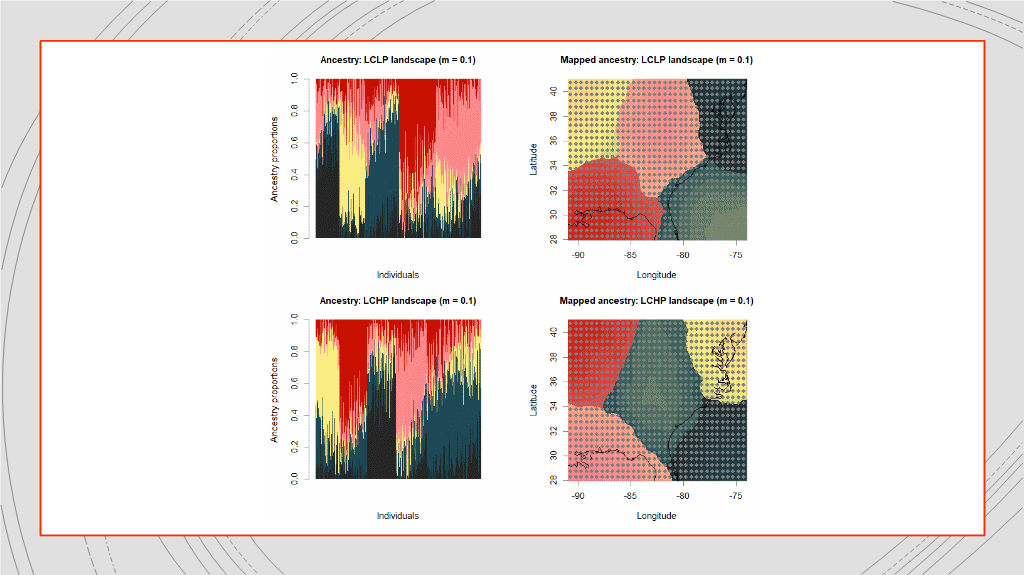 Ancestry: LCLP landscape (m = 0.1)
Ancestry proportions
0.0 0.2 0.4 0.6 0.8 1.0
Individuals
Mapped ancestry: LCLP landscape (m = 0.1)
Latitude
28 30 32 34 36 38 40
-90 -85 -80 -75
Longitude
Ancestry: LCHP landscape (m = 0.1)
Ancestry proportions
0.0 0.2 0.4 0.6 0.8 1.0
Individuals
Mapped ancestry: LCHP landscape (m = 0.1)
Latitude
28 30 32 34 36 38 40
-90 -85 -80 -75
Longitude